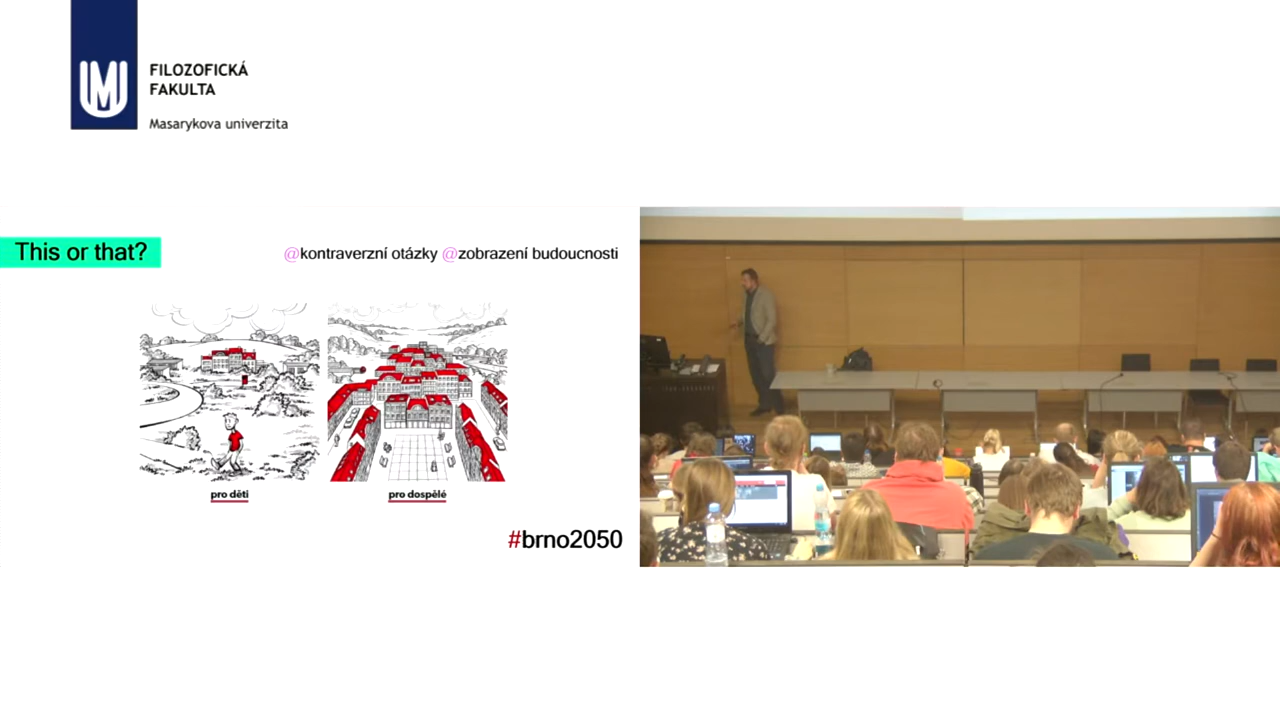 FILOZOFICKÁ
FAKULTA
Masarykova univerzita
This or that?
@kontraverzní otázky @zobrazení budoucnosti
pro děti
pro dospělé
#brno2050